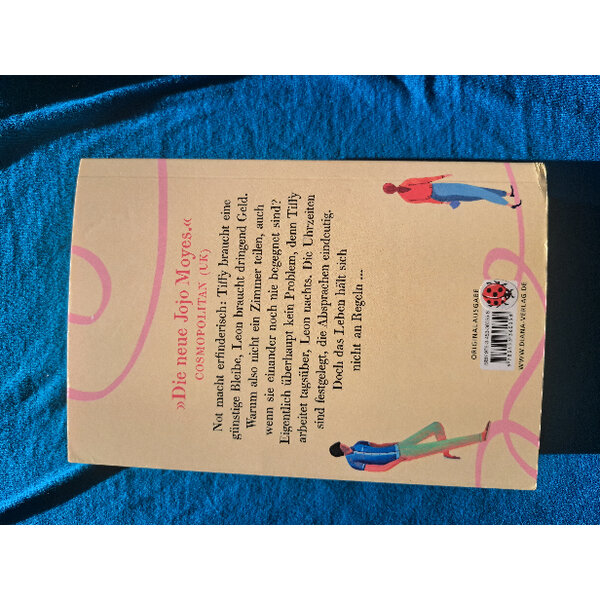 »Die neue Jojo Moyes.«
COSMOPOLITAN (UK)
Not macht erfinderisch: Tiffy braucht eine
günstige Bleibe, Leon braucht dringend Geld.
Warum also nicht ein Zimmer teilen, auch
wenn sie einander noch nie begegnet sind?
Eigentlich überhaupt kein Problem, denn Tiffy
arbeitet tagsüber, Leon nachts. Die Uhrzeiten
sind festgelegt, die Absprachen eindeutig.
Doch das Leben hält sich
nicht an Regeln ...
ORIGINALAUSGABE
WWW.DIANA-VERLAG.DE